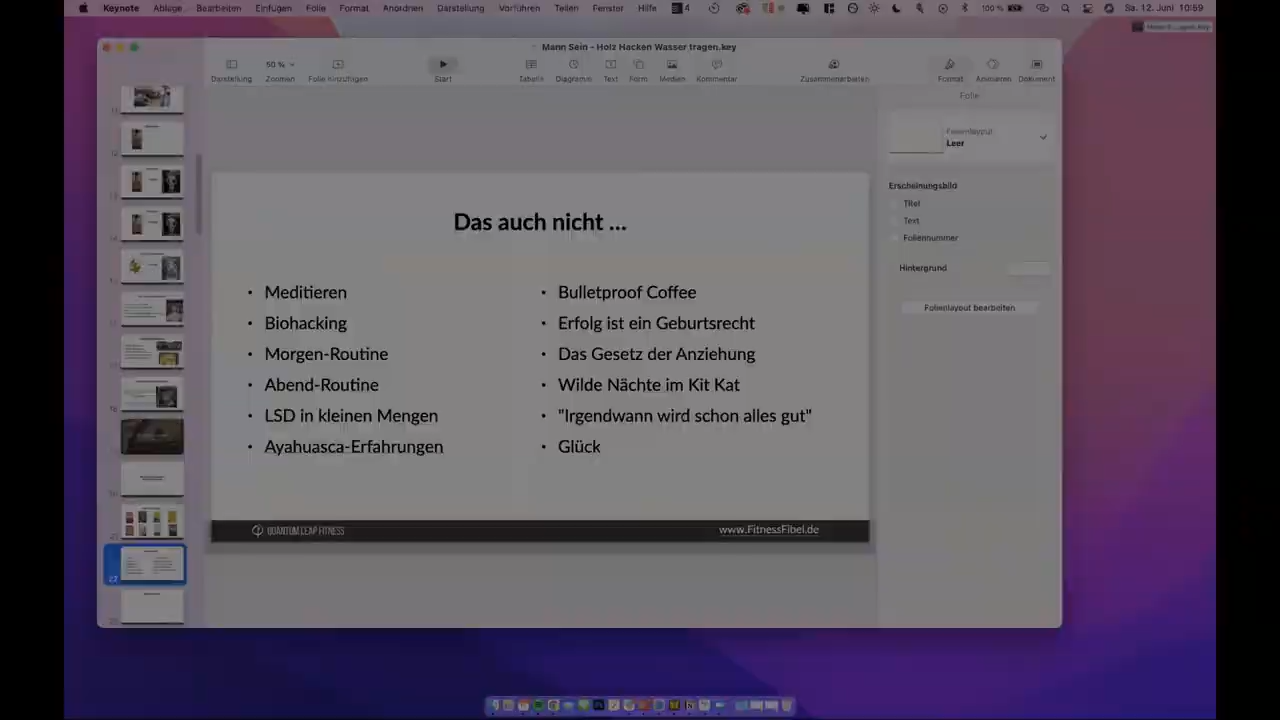 Keynote Ablage Bearbeiten Einfügen Folie Format Anordnen Darstellung Vorführen Teilen Fenster Hilfe 4 100 % Sa. 12. Juni 10:59
Mann Sein - Holz Hacken Wasser tragen.key
50 %
Darstellung Zoomen Folie hinzufügen Start Tabelle Diagramm Text Form Medien Kommentar Zusammenarbeiten Format Animieren Dokument
Folie
Folienlayout
Leer
Erscheinungsbild
Titel
Text
Foliennummer
Hintergrund
Folienlayout bearbeiten
Das auch nicht ...
• Meditieren
• Biohacking
• Morgen-Routine
• Abend-Routine
• LSD in kleinen Mengen
• Ayahuasca-Erfahrungen
• Bulletproof Coffee
• Erfolg ist ein Geburtsrecht
• Das Gesetz der Anziehung
• Wilde Nächte im Kit Kat
• "Irgendwann wird schon alles gut"
• Glück
QUANTUM LEAP FITNESS
www.FitnessFibel.de